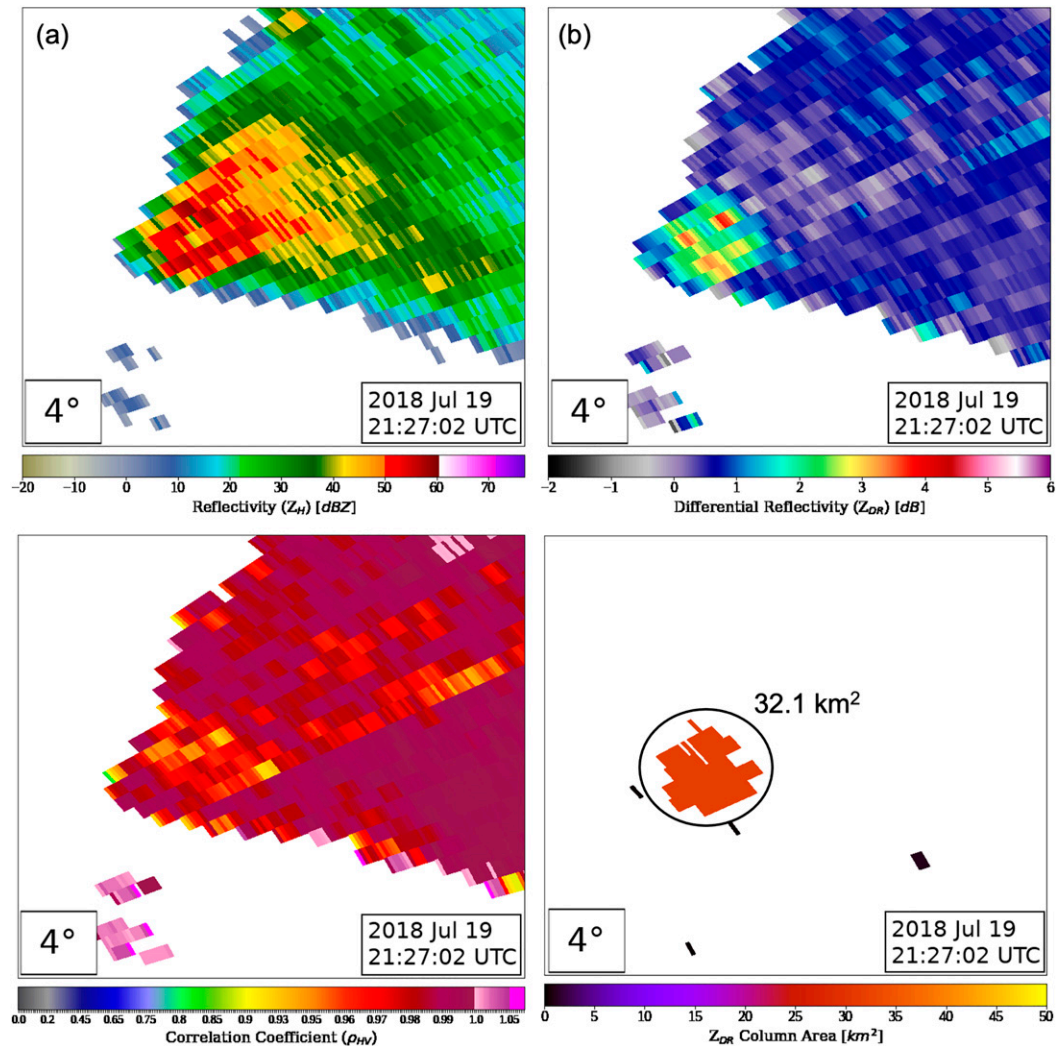 (a)
(b)
4°
2018 Jul 19
21:27:02 UTC
4°
2018 Jul 19
21:27:02 UTC
−20 −10 0 10 20 30 40 50 60 70
Reflectivity (Z_H) [dBZ]
−2 −1 0 1 2 3 4 5 6
Differential Reflectivity (Z_DR) [dB]
32.1 km²
4°
2018 Jul 19
21:27:02 UTC
4°
2018 Jul 19
21:27:02 UTC
0.0 0.2 0.45 0.65 0.75 0.8 0.85 0.9 0.93 0.95 0.96 0.97 0.98 0.99 1.0 1.05
Correlation Coefficient (ρ_HV)
0 5 10 15 20 25 30 35 40 45 50
Z_DR Column Area [km²]